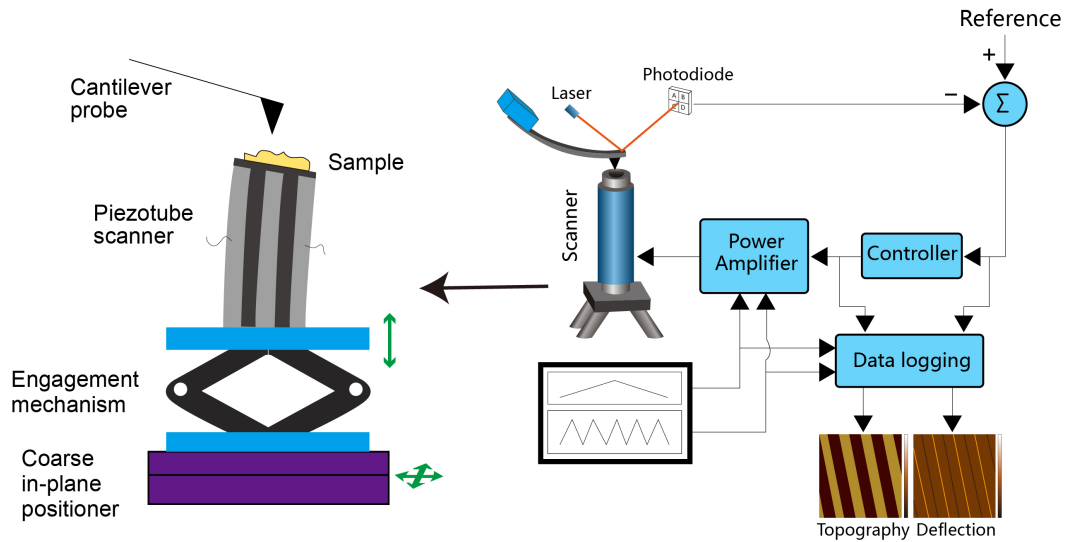 Cantilever
probe
Sample
Piezotube
scanner
Engagement
mechanism
Coarse
in-plane
positioner
Reference
+
−
Σ
Photodiode
A B
D
Laser
Scanner
Power
Amplifier
Controller
Data logging
Topography
Deflection